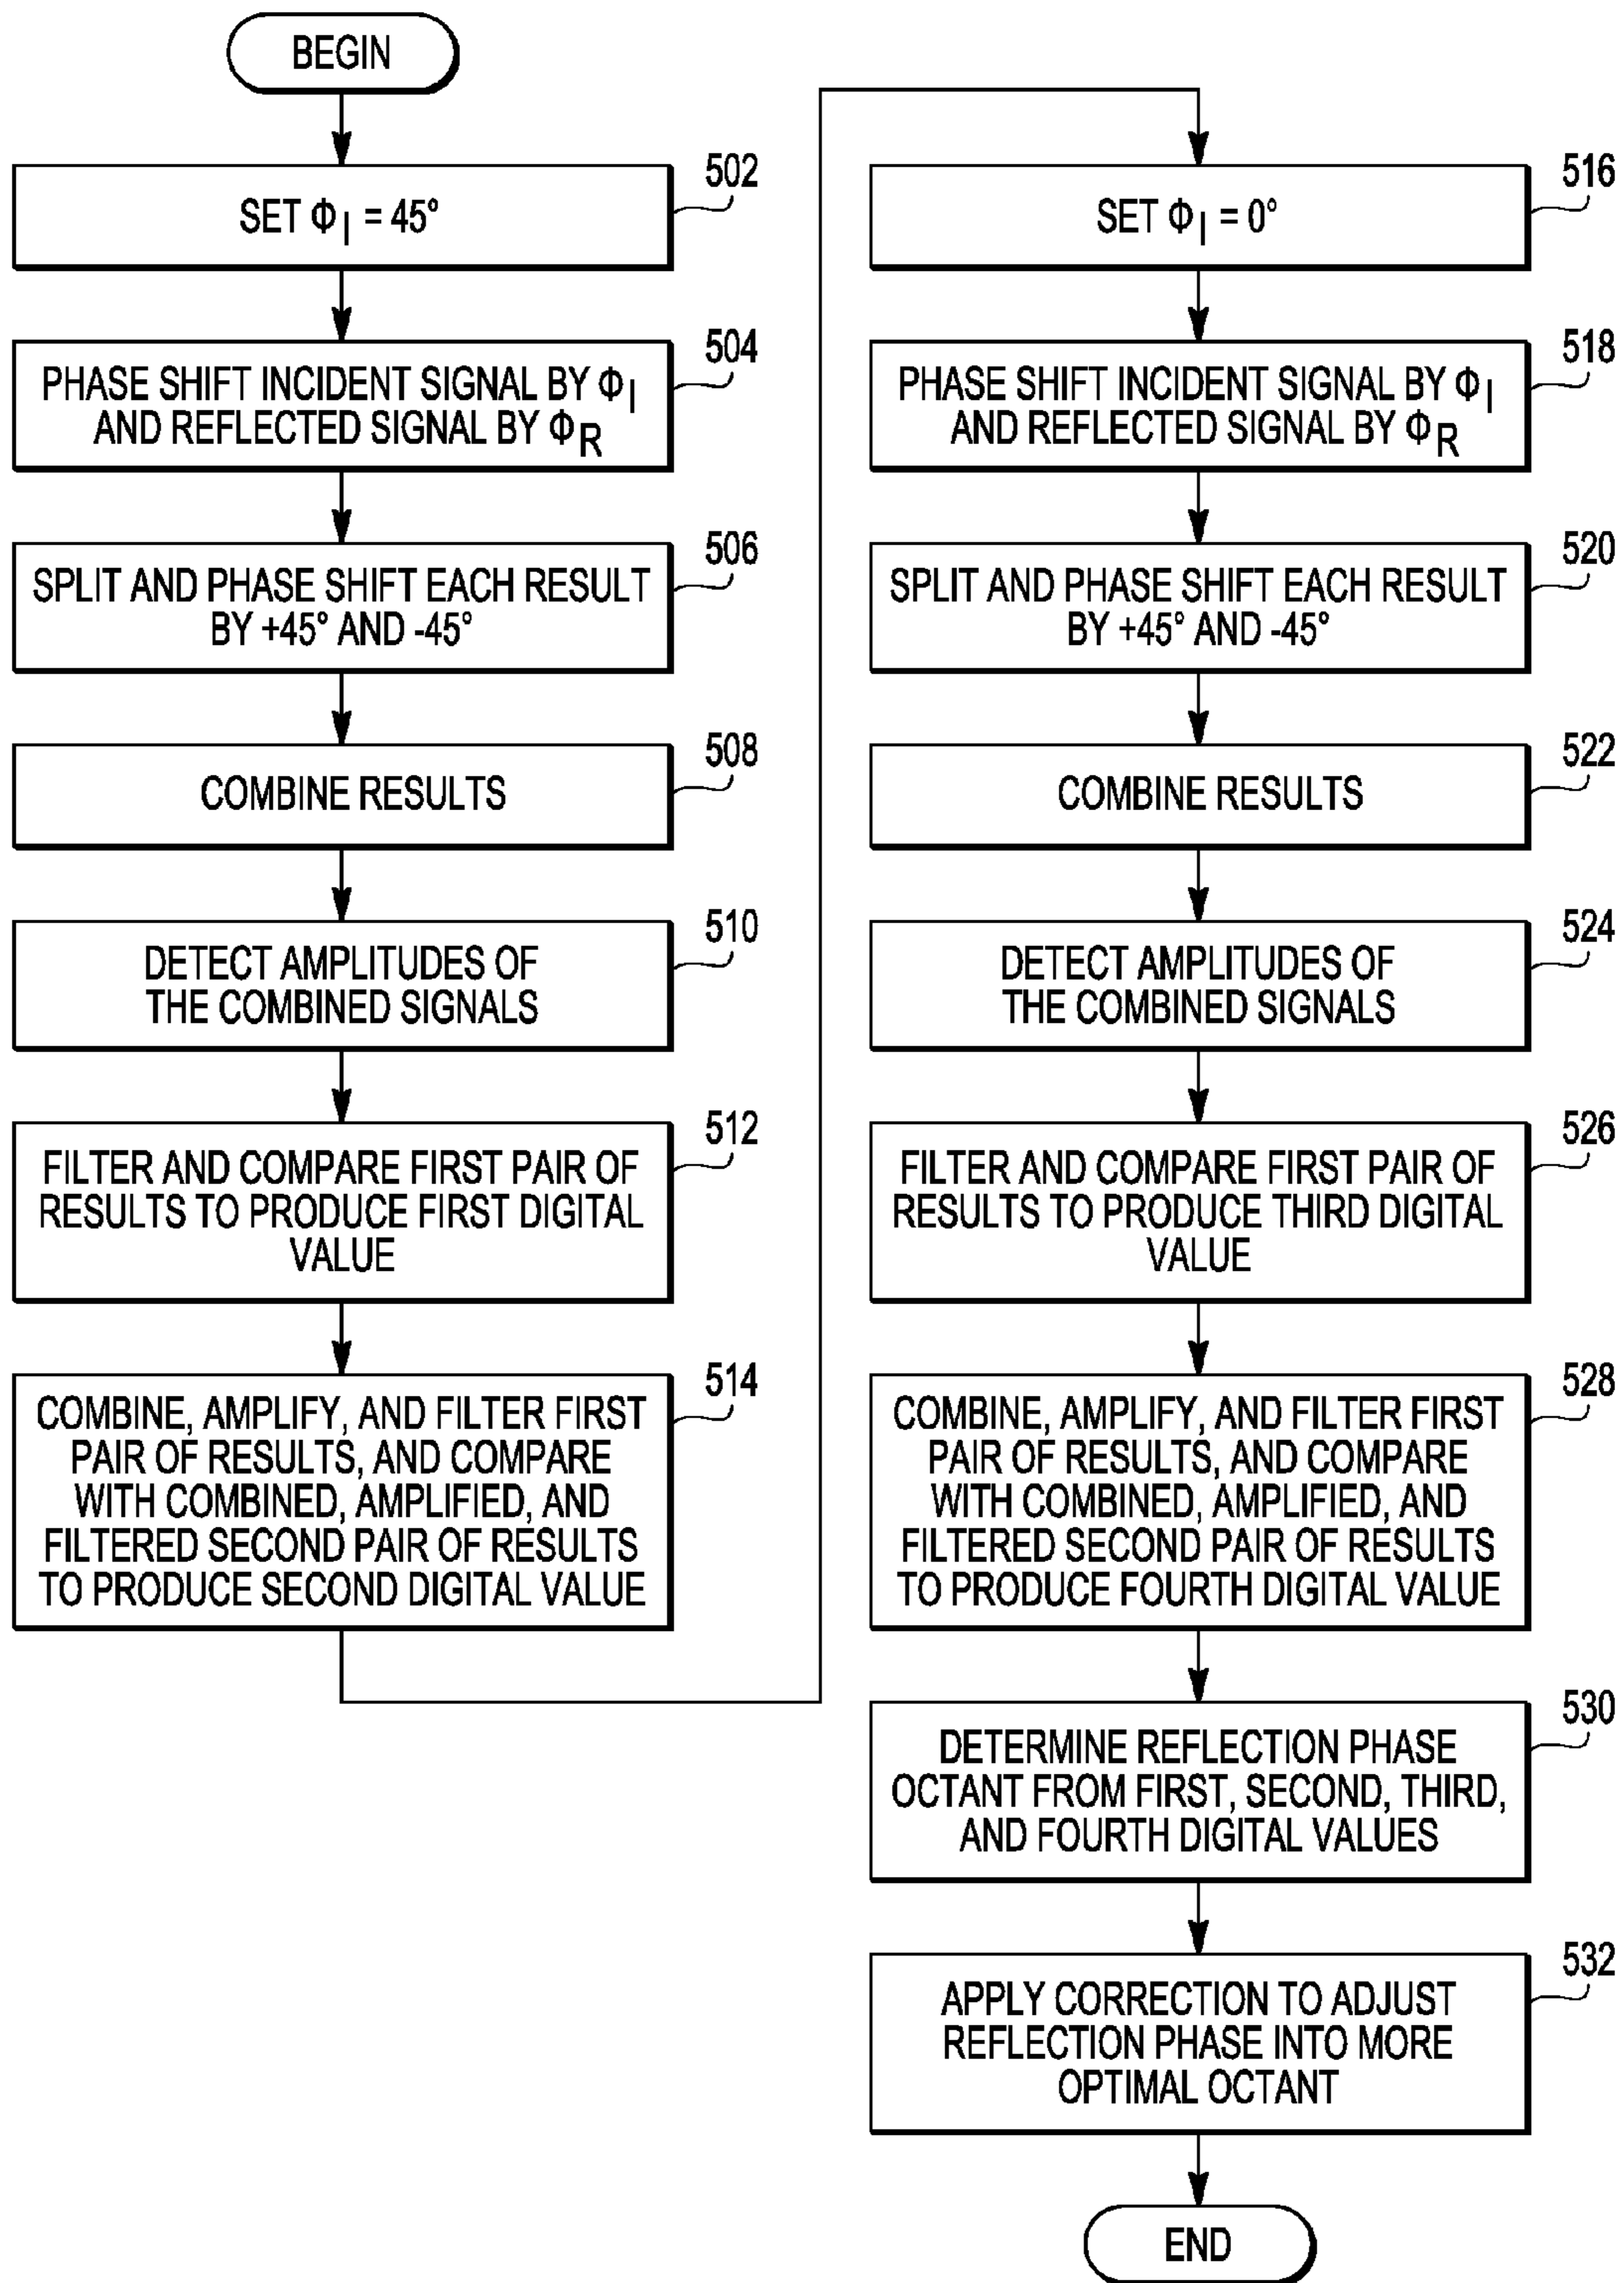 BEGIN
502
SET ΦI = 45°
504
PHASE SHIFT INCIDENT SIGNAL BY ΦI
AND REFLECTED SIGNAL BY ΦR
506
SPLIT AND PHASE SHIFT EACH RESULT
BY +45° AND -45°
508
COMBINE RESULTS
510
DETECT AMPLITUDES OF
THE COMBINED SIGNALS
512
FILTER AND COMPARE FIRST PAIR OF
RESULTS TO PRODUCE FIRST DIGITAL
VALUE
514
COMBINE, AMPLIFY, AND FILTER FIRST
PAIR OF RESULTS, AND COMPARE
WITH COMBINED, AMPLIFIED, AND
FILTERED SECOND PAIR OF RESULTS
TO PRODUCE SECOND DIGITAL VALUE
516
SET ΦI = 0°
518
PHASE SHIFT INCIDENT SIGNAL BY ΦI
AND REFLECTED SIGNAL BY ΦR
520
SPLIT AND PHASE SHIFT EACH RESULT
BY +45° AND -45°
522
COMBINE RESULTS
524
DETECT AMPLITUDES OF
THE COMBINED SIGNALS
526
FILTER AND COMPARE FIRST PAIR OF
RESULTS TO PRODUCE THIRD DIGITAL
VALUE
528
COMBINE, AMPLIFY, AND FILTER FIRST
PAIR OF RESULTS, AND COMPARE
WITH COMBINED, AMPLIFIED, AND
FILTERED SECOND PAIR OF RESULTS
TO PRODUCE FOURTH DIGITAL VALUE
530
DETERMINE REFLECTION PHASE
OCTANT FROM FIRST, SECOND, THIRD,
AND FOURTH DIGITAL VALUES
532
APPLY CORRECTION TO ADJUST
REFLECTION PHASE INTO MORE
OPTIMAL OCTANT
END